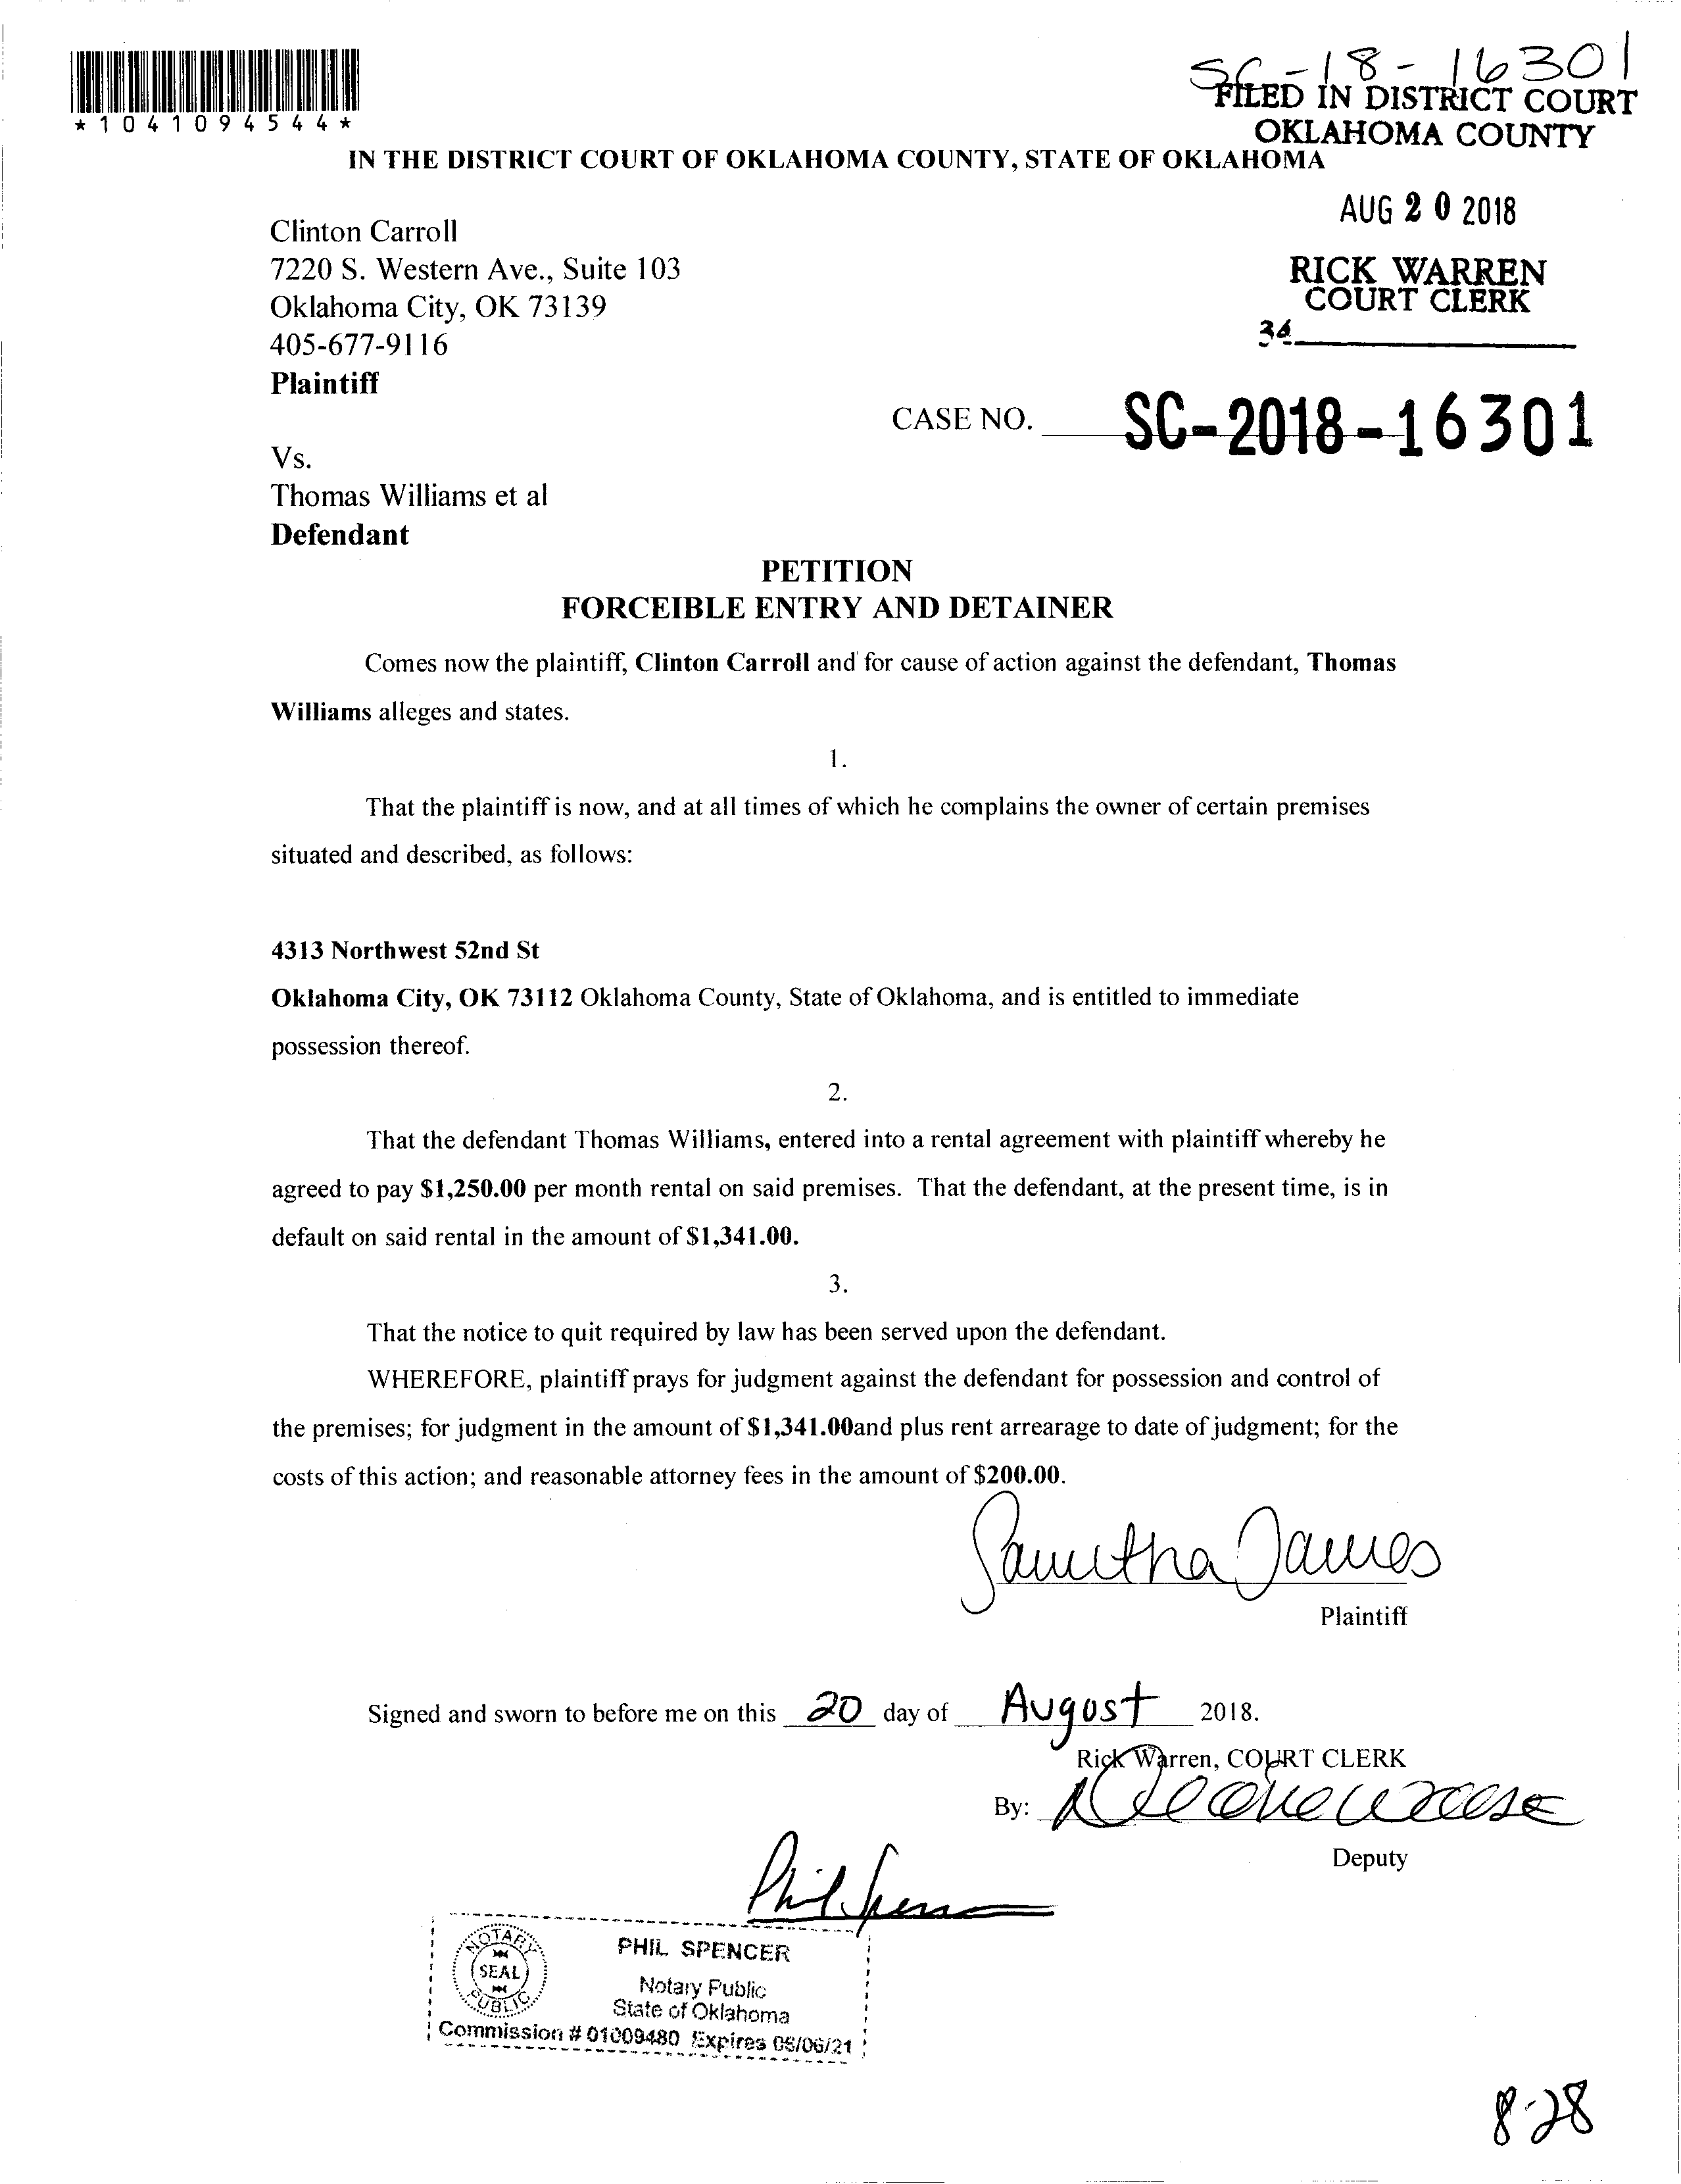 SC-18-16301
*1041094544*
FILED IN DISTRICT COURT
OKLAHOMA COUNTY
IN THE DISTRICT COURT OF OKLAHOMA COUNTY, STATE OF OKLAHOMA
AUG 20 2018
Clinton Carroll
7220 S. Western Ave., Suite 103
RICK WARREN
COURT CLERK
Oklahoma City, OK 73139
34
405-677-9116
Plaintiff
CASE NO. SC-2018-16301
Vs.
Thomas Williams et al
Defendant
PETITION
FORCEIBLE ENTRY AND DETAINER
Comes now the plaintiff, Clinton Carroll and for cause of action against the defendant, Thomas
Williams alleges and states.
1.
That the plaintiff is now, and at all times of which he complains the owner of certain premises
situated and described, as follows:
4313 Northwest 52nd St
Oklahoma City, OK 73112 Oklahoma County, State of Oklahoma, and is entitled to immediate
possession thereof.
2.
That the defendant Thomas Williams, entered into a rental agreement with plaintiff whereby he
agreed to pay $1,250.00 per month rental on said premises. That the defendant, at the present time, is in
default on said rental in the amount of $1,341.00.
3.
That the notice to quit required by law has been served upon the defendant.
WHEREFORE, plaintiff prays for judgment against the defendant for possession and control of
the premises; for judgment in the amount of $1,341.00and plus rent arrearage to date of judgment; for the
costs of this action; and reasonable attorney fees in the amount of $200.00.
Samitha James
Plaintiff
Signed and sworn to before me on this 20 day of August 2018.
Rick Warren, COURT CLERK
By:
Deputy
Phil Spencer
NOTARY
SEAL
PUBLIC
PHIL SPENCER
Notary Public
State of Oklahoma
Commission # 01009480 Expires 06/06/21
8-28